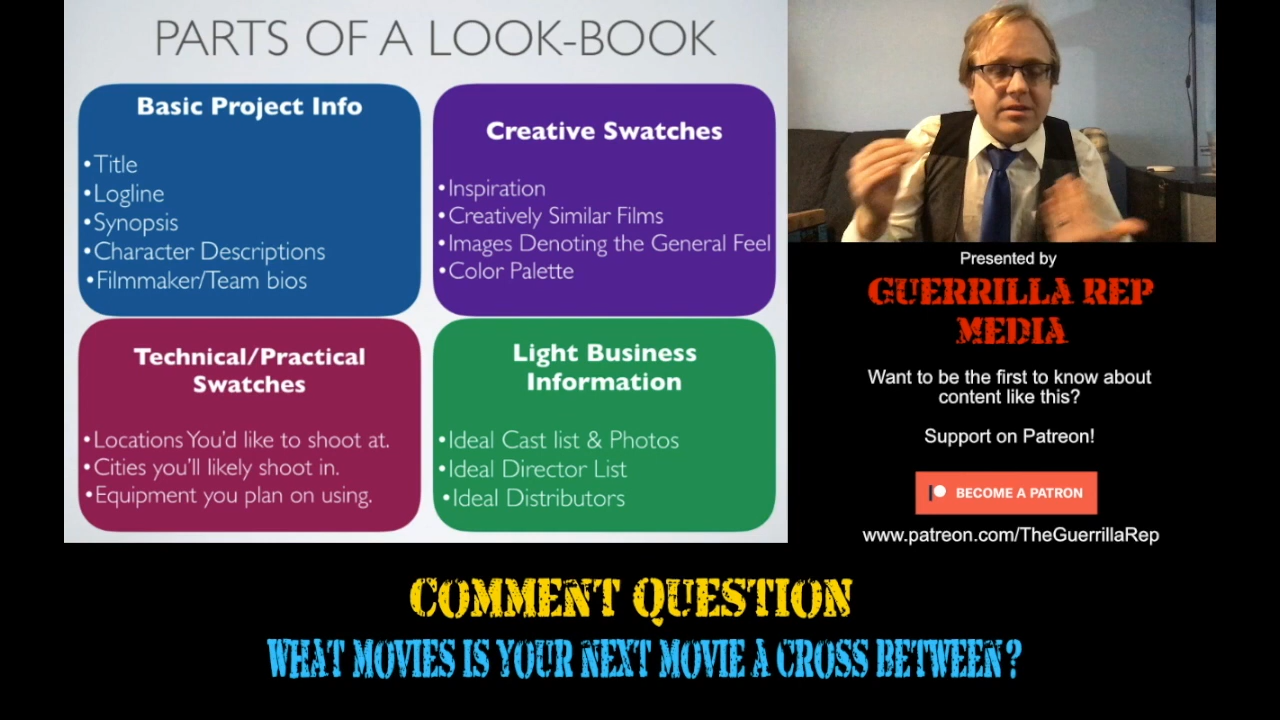 PARTS OF A LOOK-BOOK
Basic Project Info
•Title
•Logline
•Synopsis
•Character Descriptions
•Filmmaker/Team bios
Creative Swatches
•Inspiration
•Creatively Similar Films
•Images Denoting the General Feel
•Color Palette
Technical/Practical
Swatches
•Locations You'd like to shoot at.
•Cities you'll likely shoot in.
•Equipment you plan on using.
Light Business
Information
•Ideal Cast list & Photos
•Ideal Director List
•Ideal Distributors
Presented by
GUERRILLA REP
MEDIA
Want to be the first to know about
content like this?
Support on Patreon!
BECOME A PATRON
www.patreon.com/TheGuerrillaRep
COMMENT QUESTION
WHAT MOVIES IS YOUR NEXT MOVIE A CROSS BETWEEN?